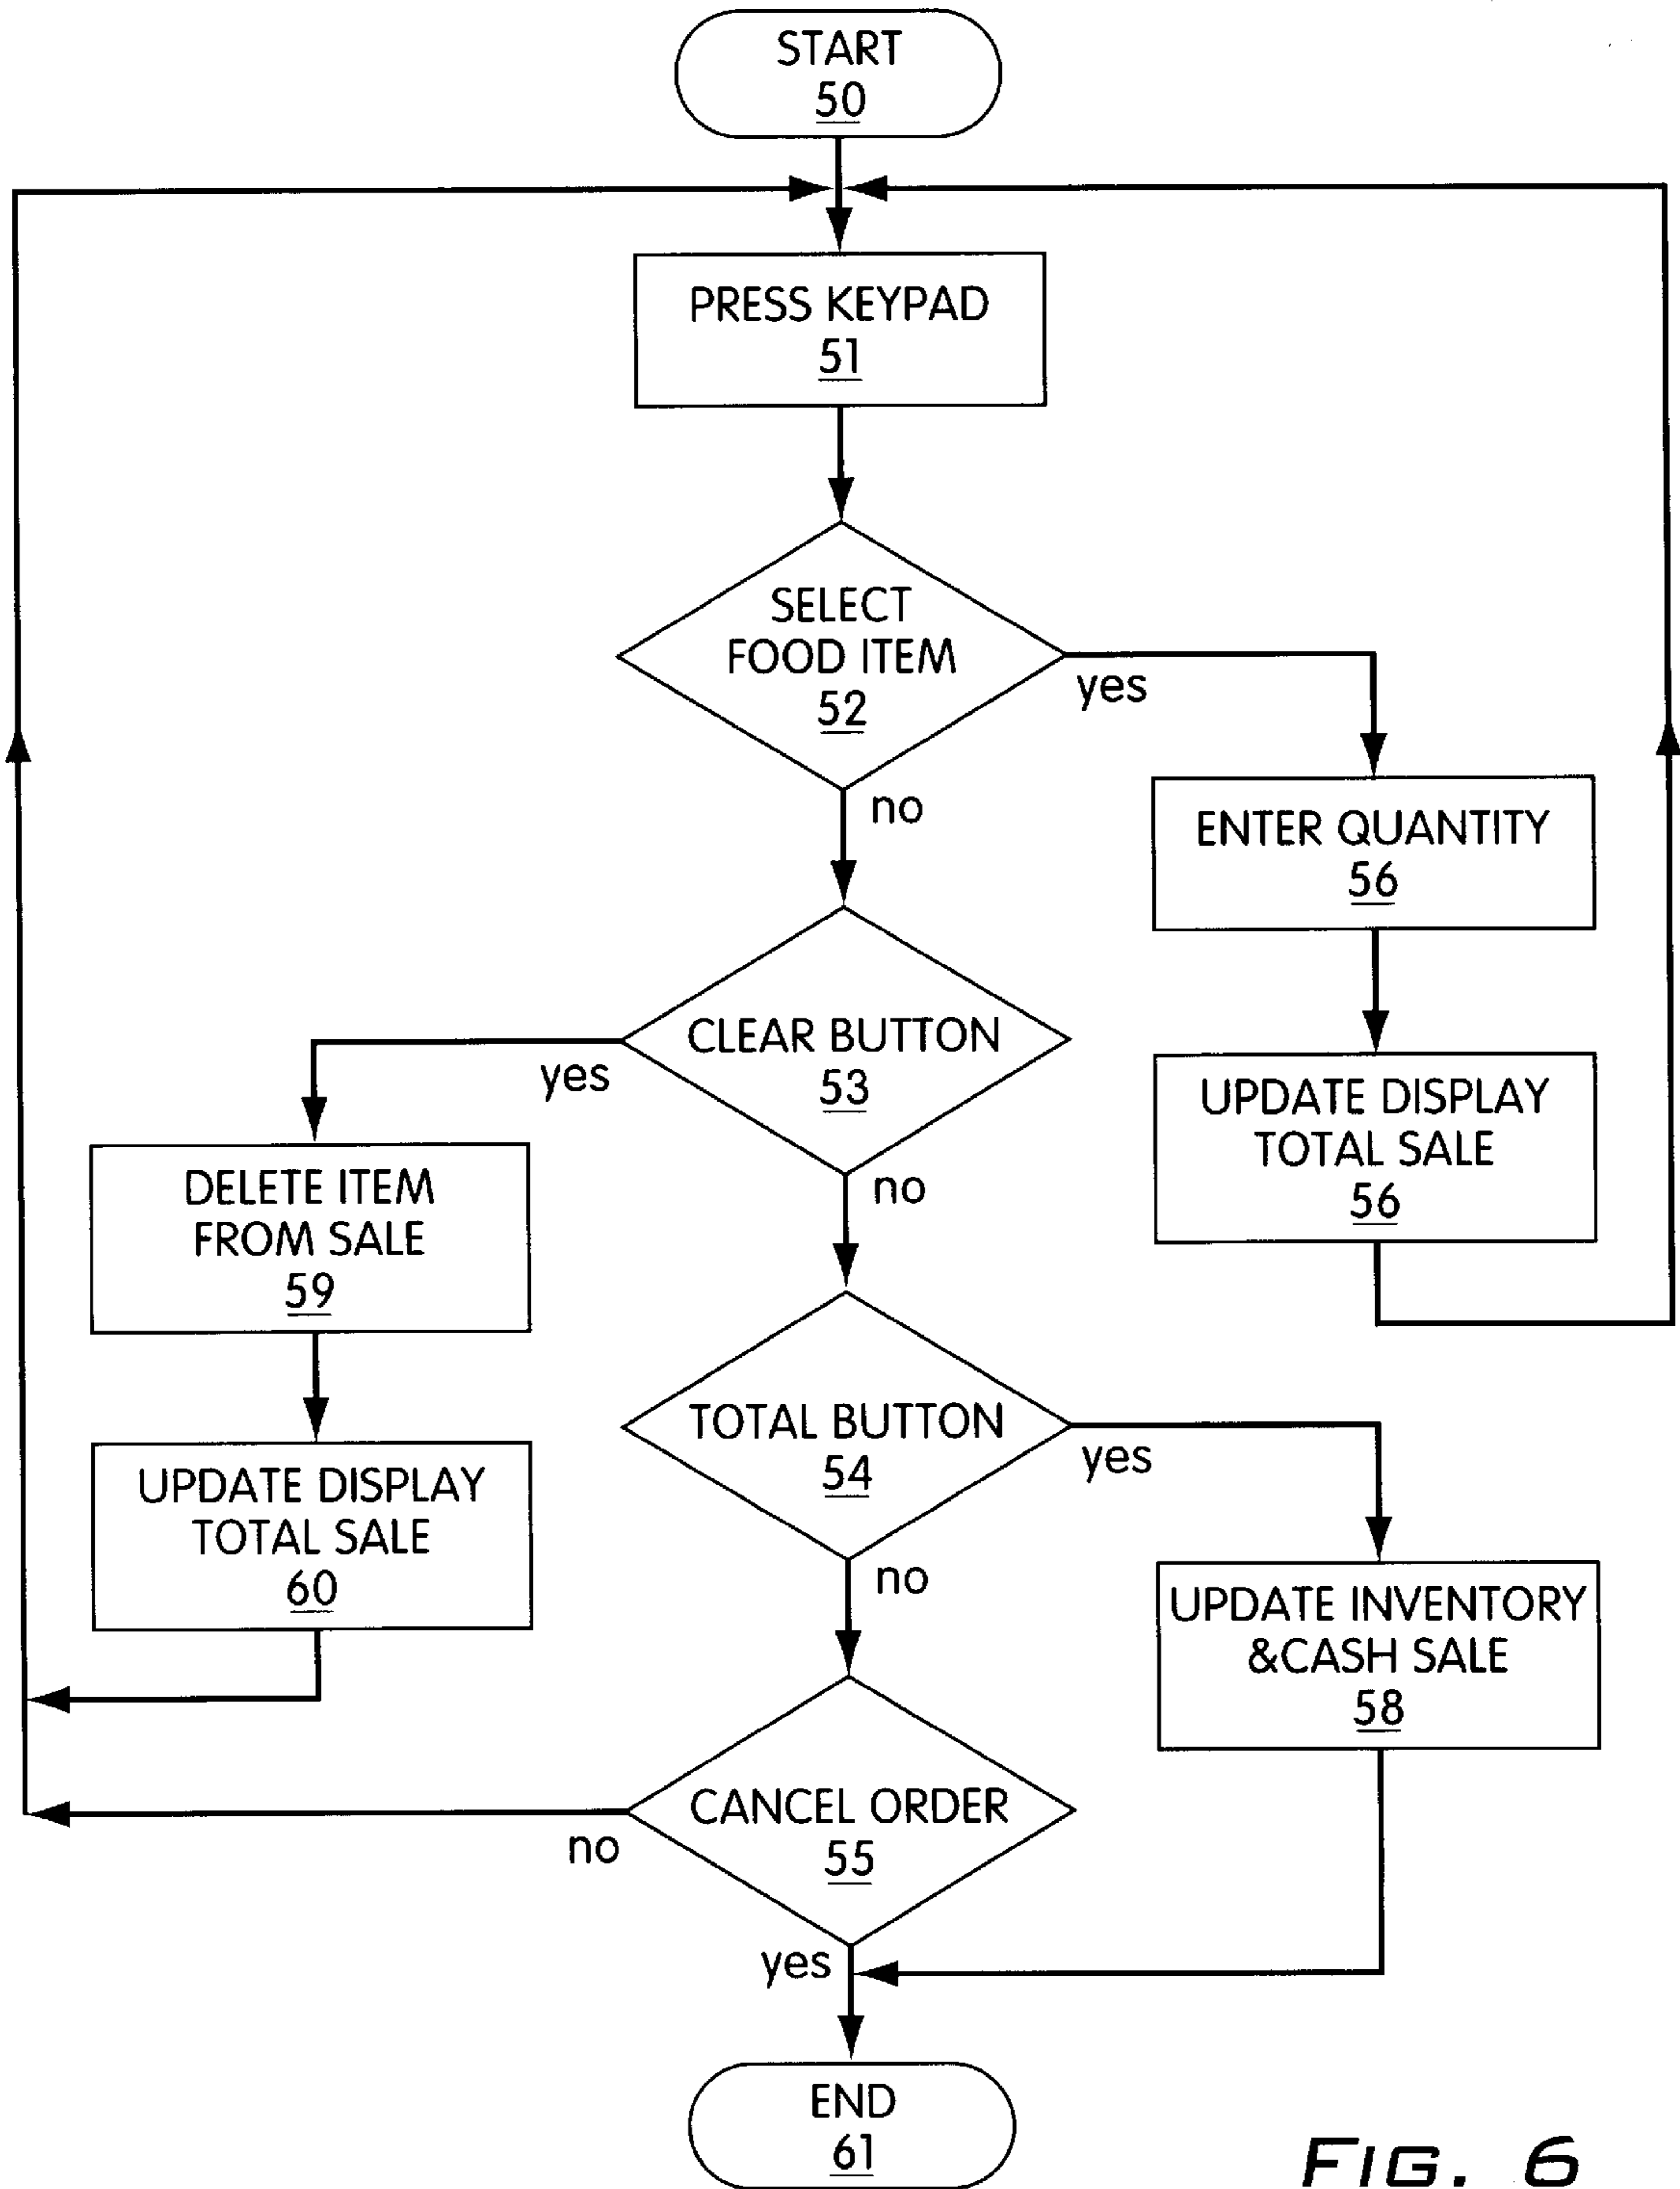 START
50
PRESS KEYPAD
51
SELECT
FOOD ITEM
52
yes
no
ENTER QUANTITY
56
CLEAR BUTTON
53
yes
no
UPDATE DISPLAY
TOTAL SALE
56
DELETE ITEM
FROM SALE
59
TOTAL BUTTON
54
yes
no
UPDATE DISPLAY
TOTAL SALE
60
UPDATE INVENTORY
&CASH SALE
58
CANCEL ORDER
55
no
yes
END
61
FIG. 6